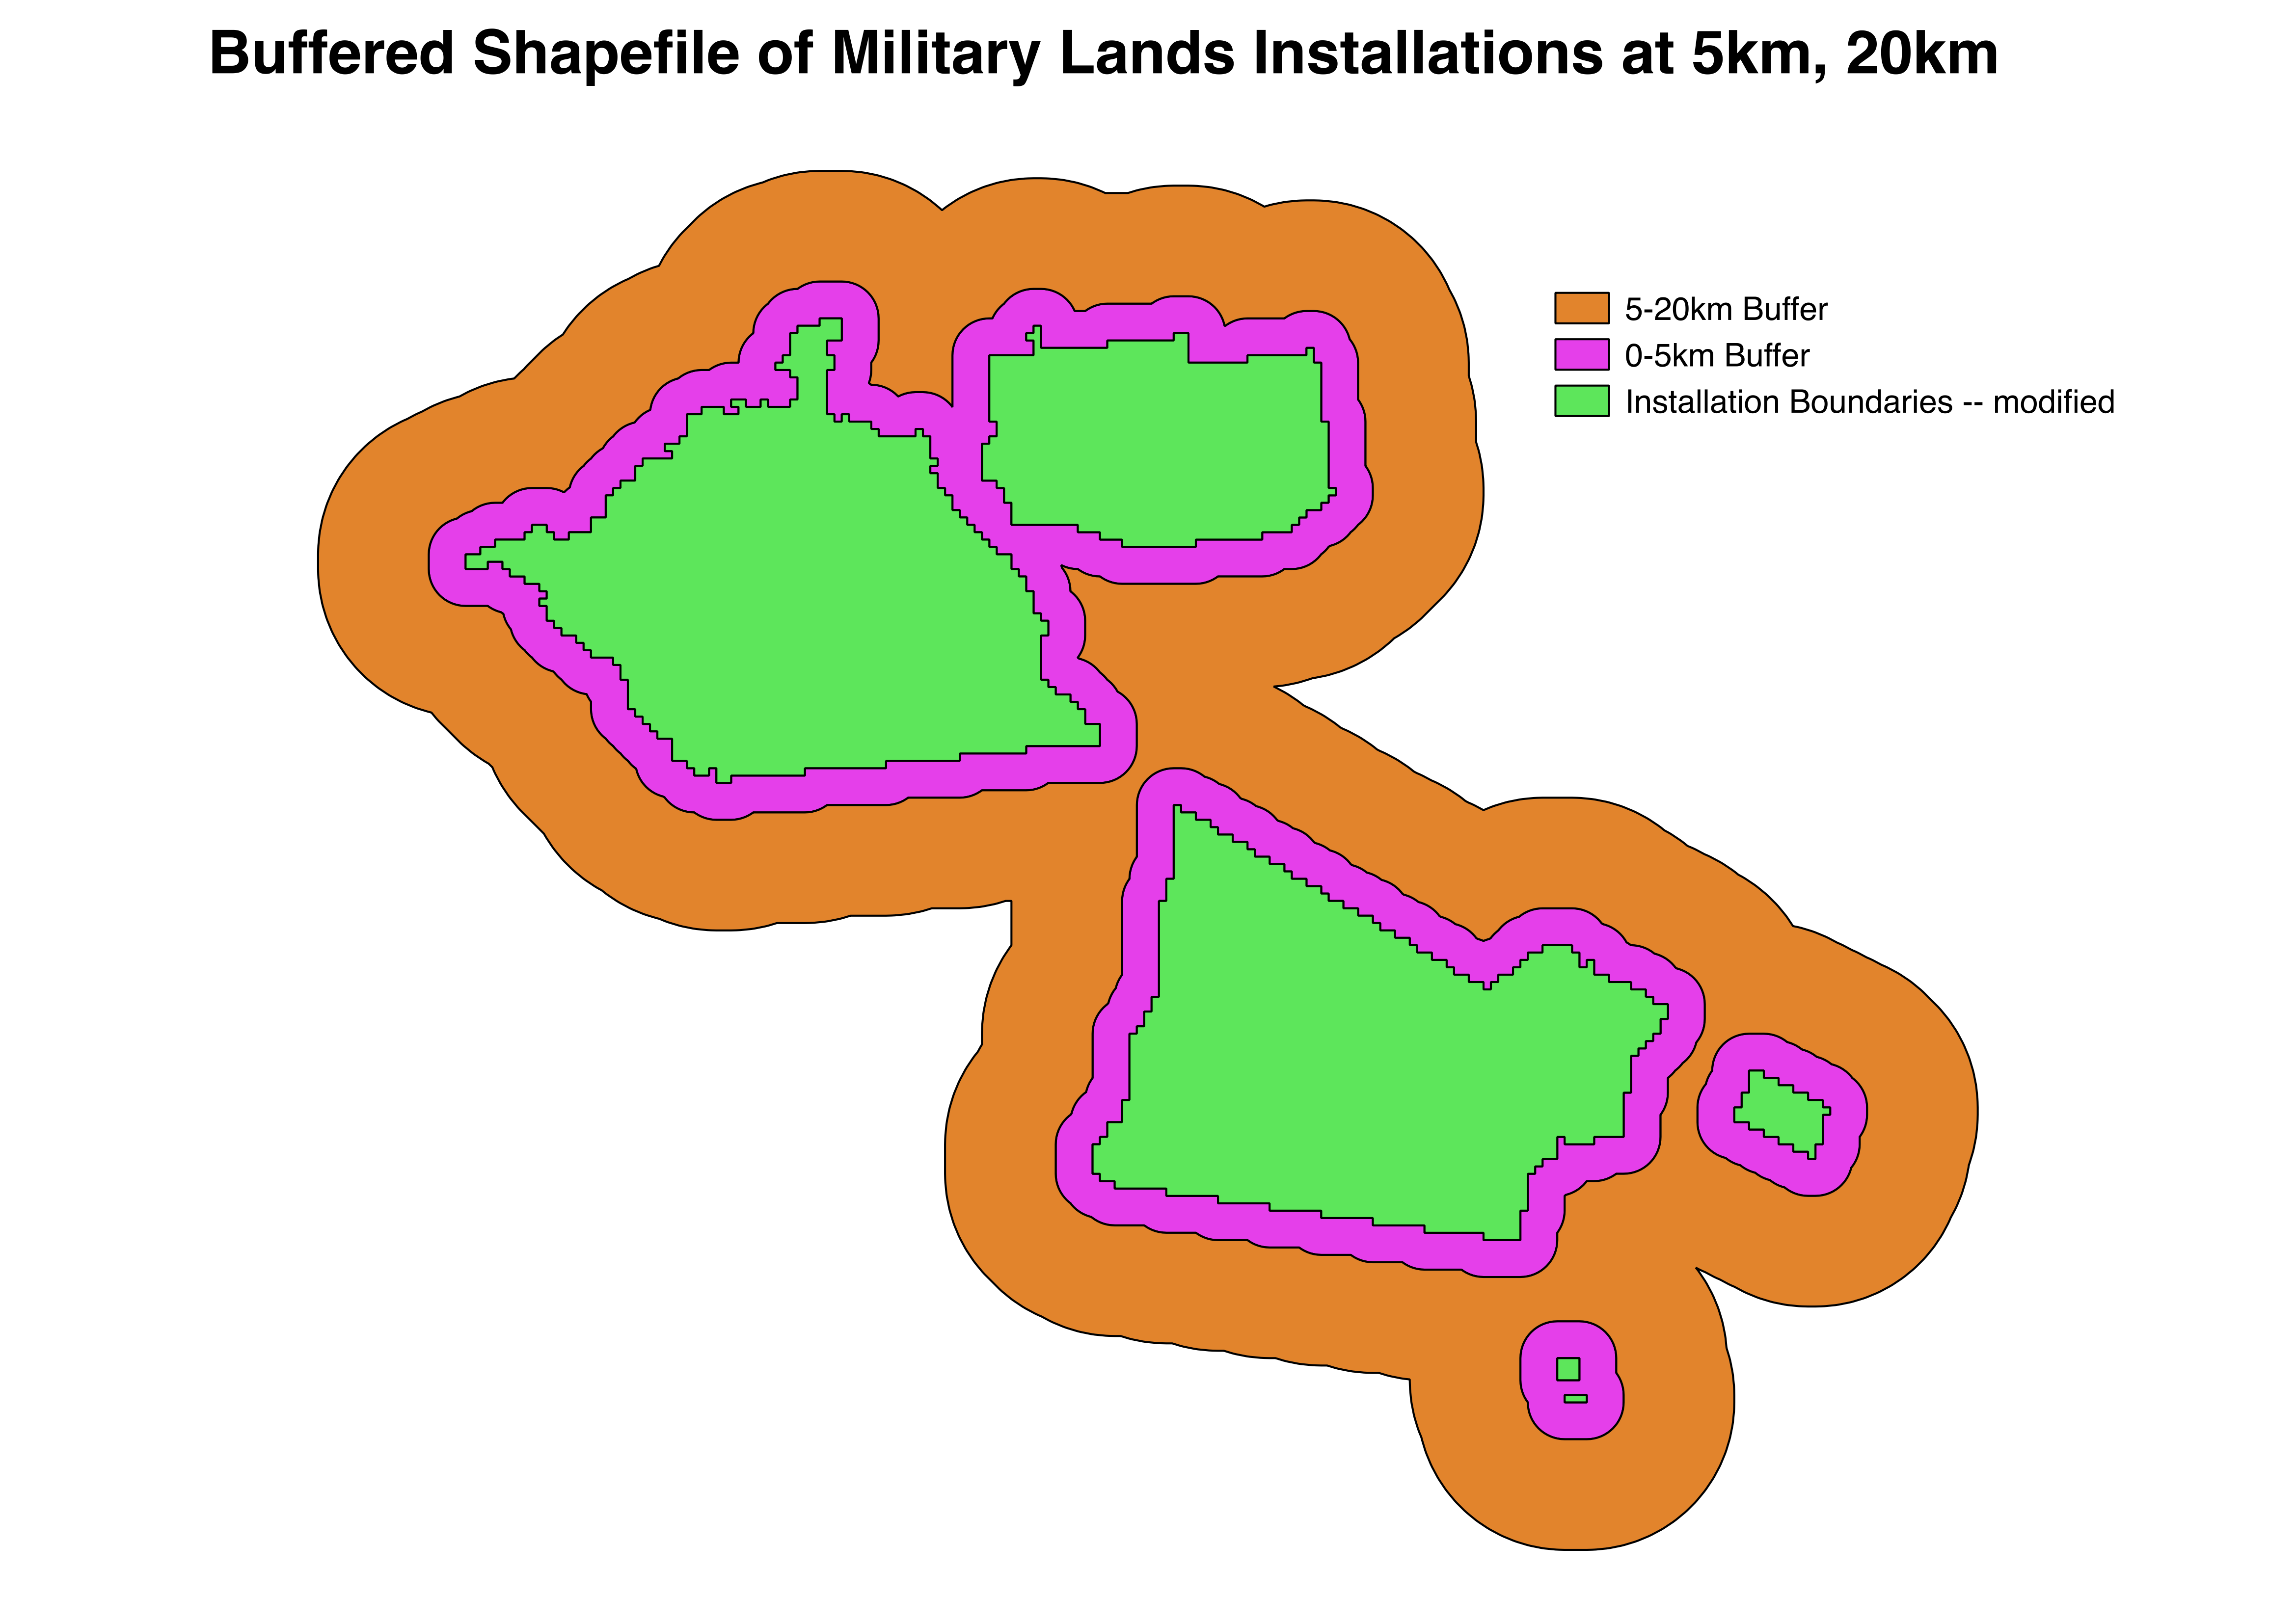 Buffered Shapefile of Military Lands Installations at 5km, 20km
5-20km Buffer
0-5km Buffer
Installation Boundaries -- modified